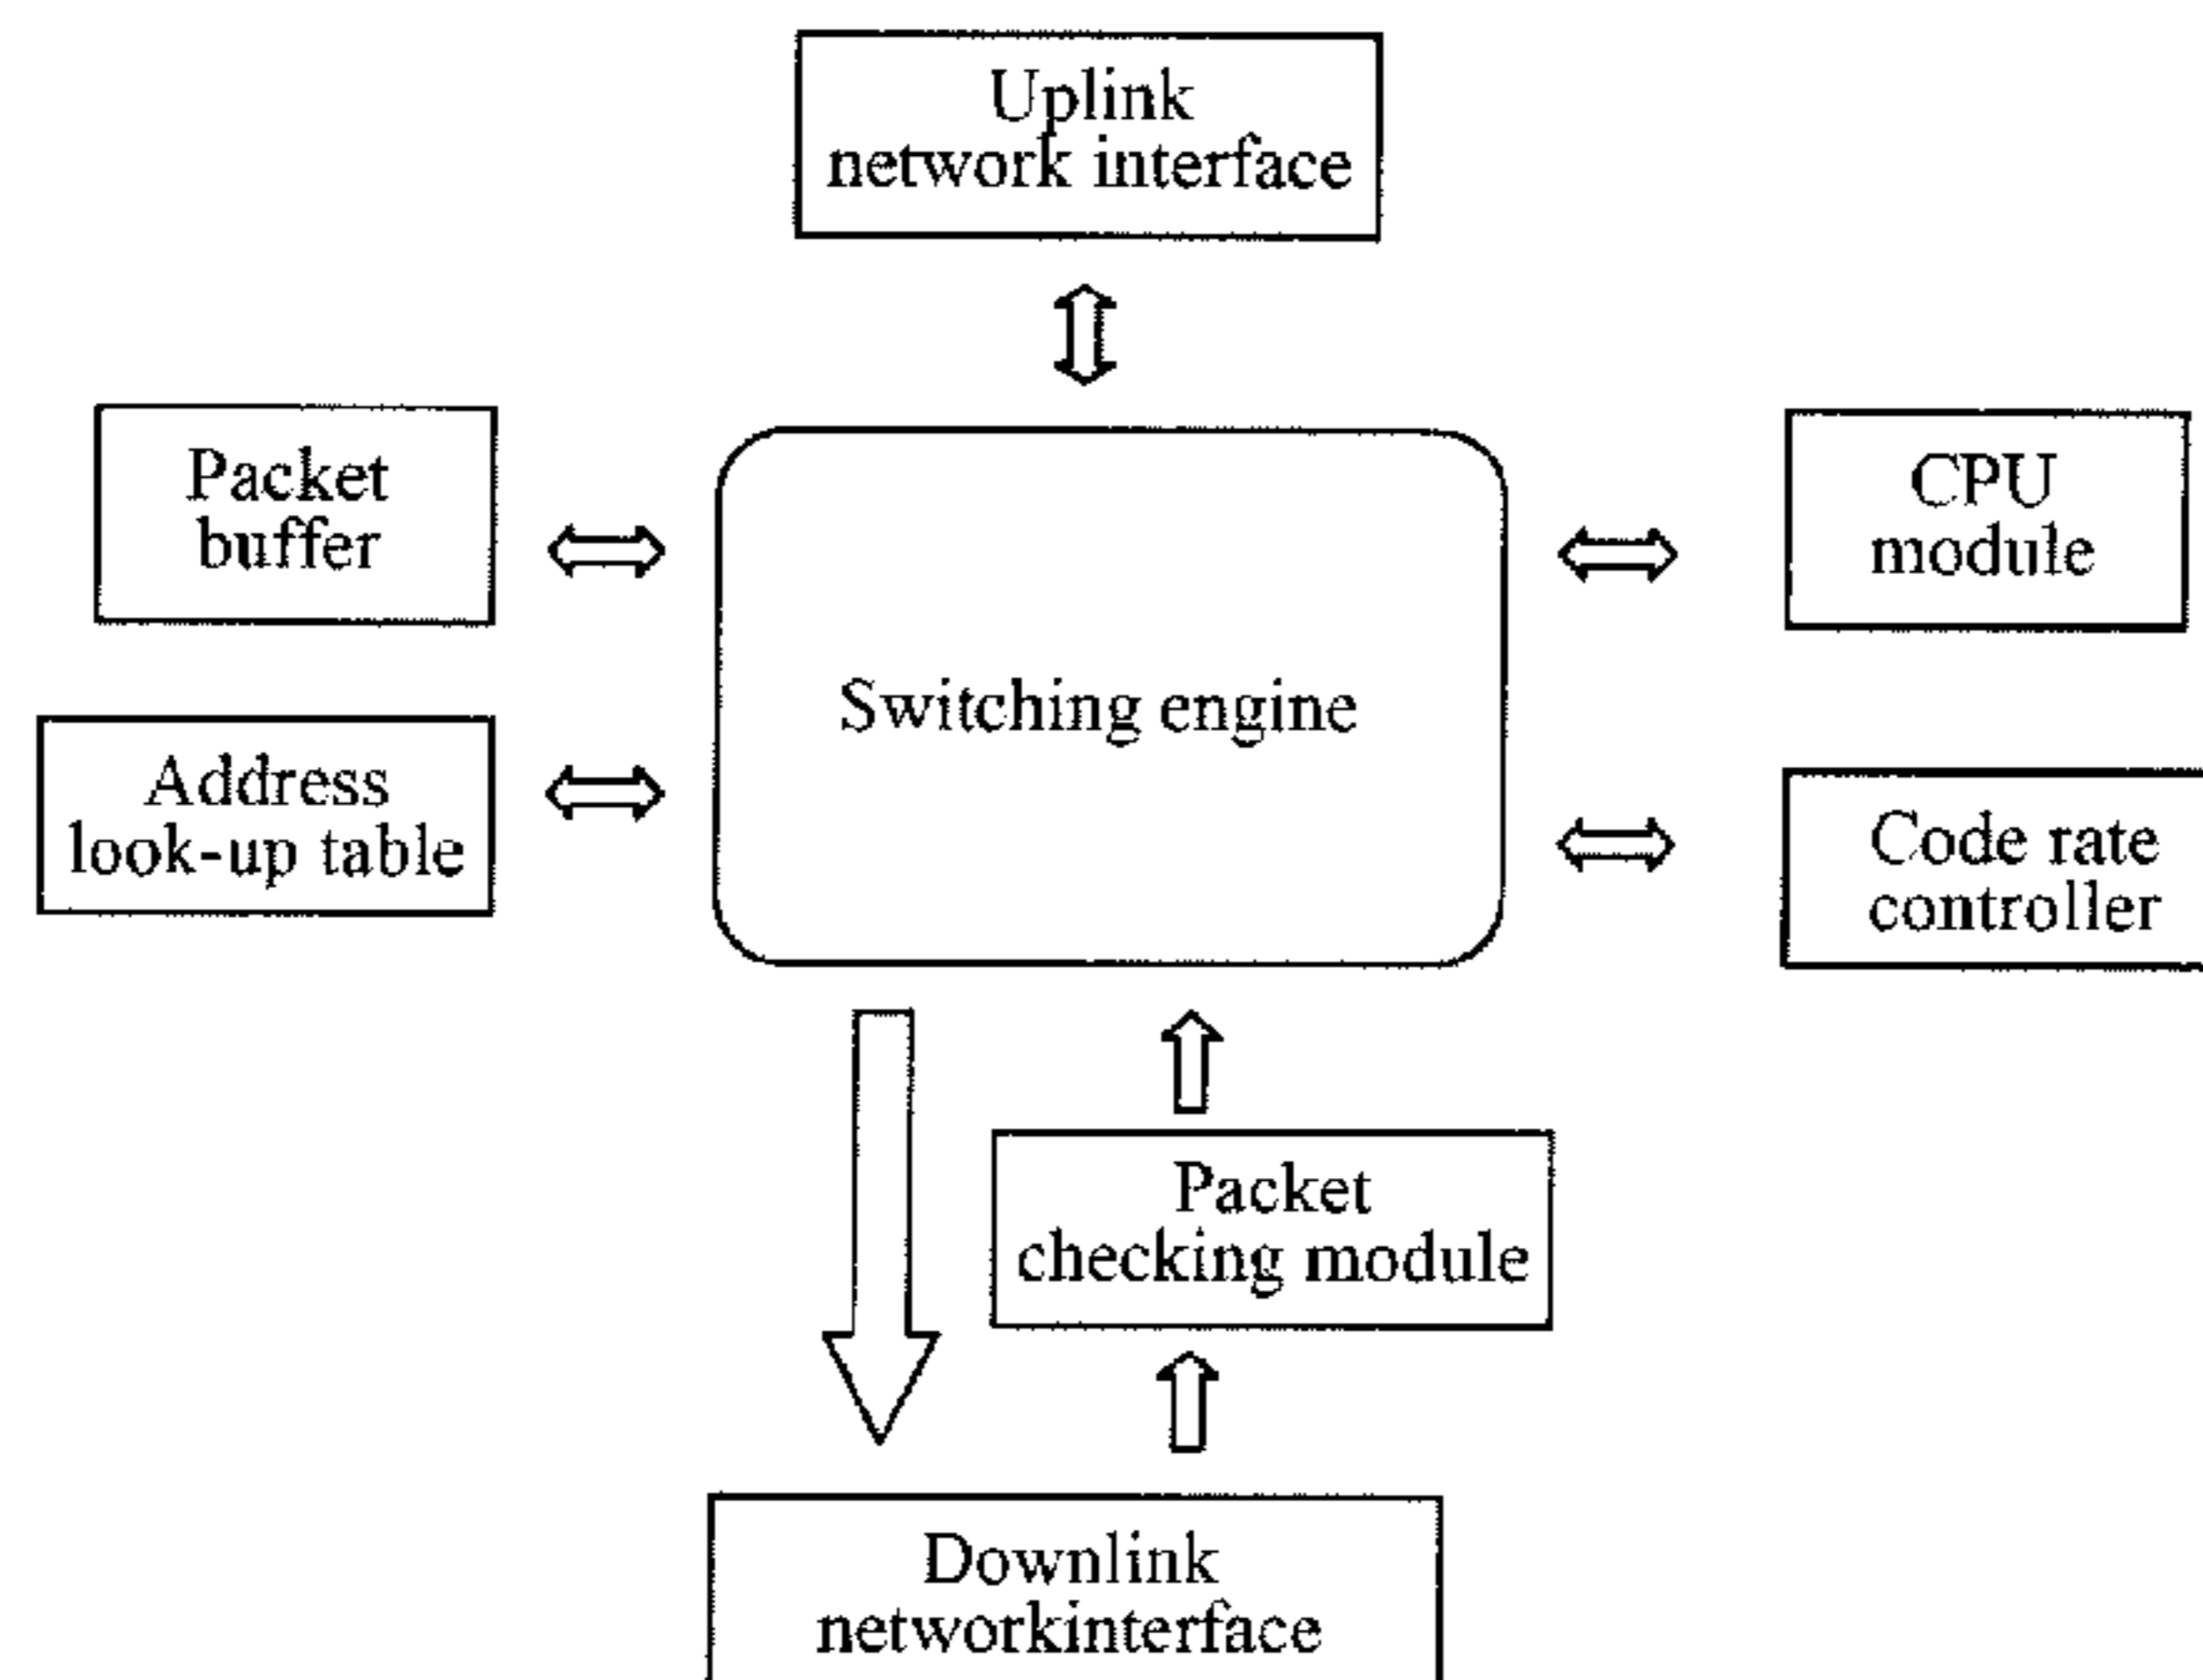 Uplink
network interface
Packet
buffer
CPU
module
Switching engine
Address
look-up table
Code rate
controller
Packet
checking module
Downlink
networkinterface